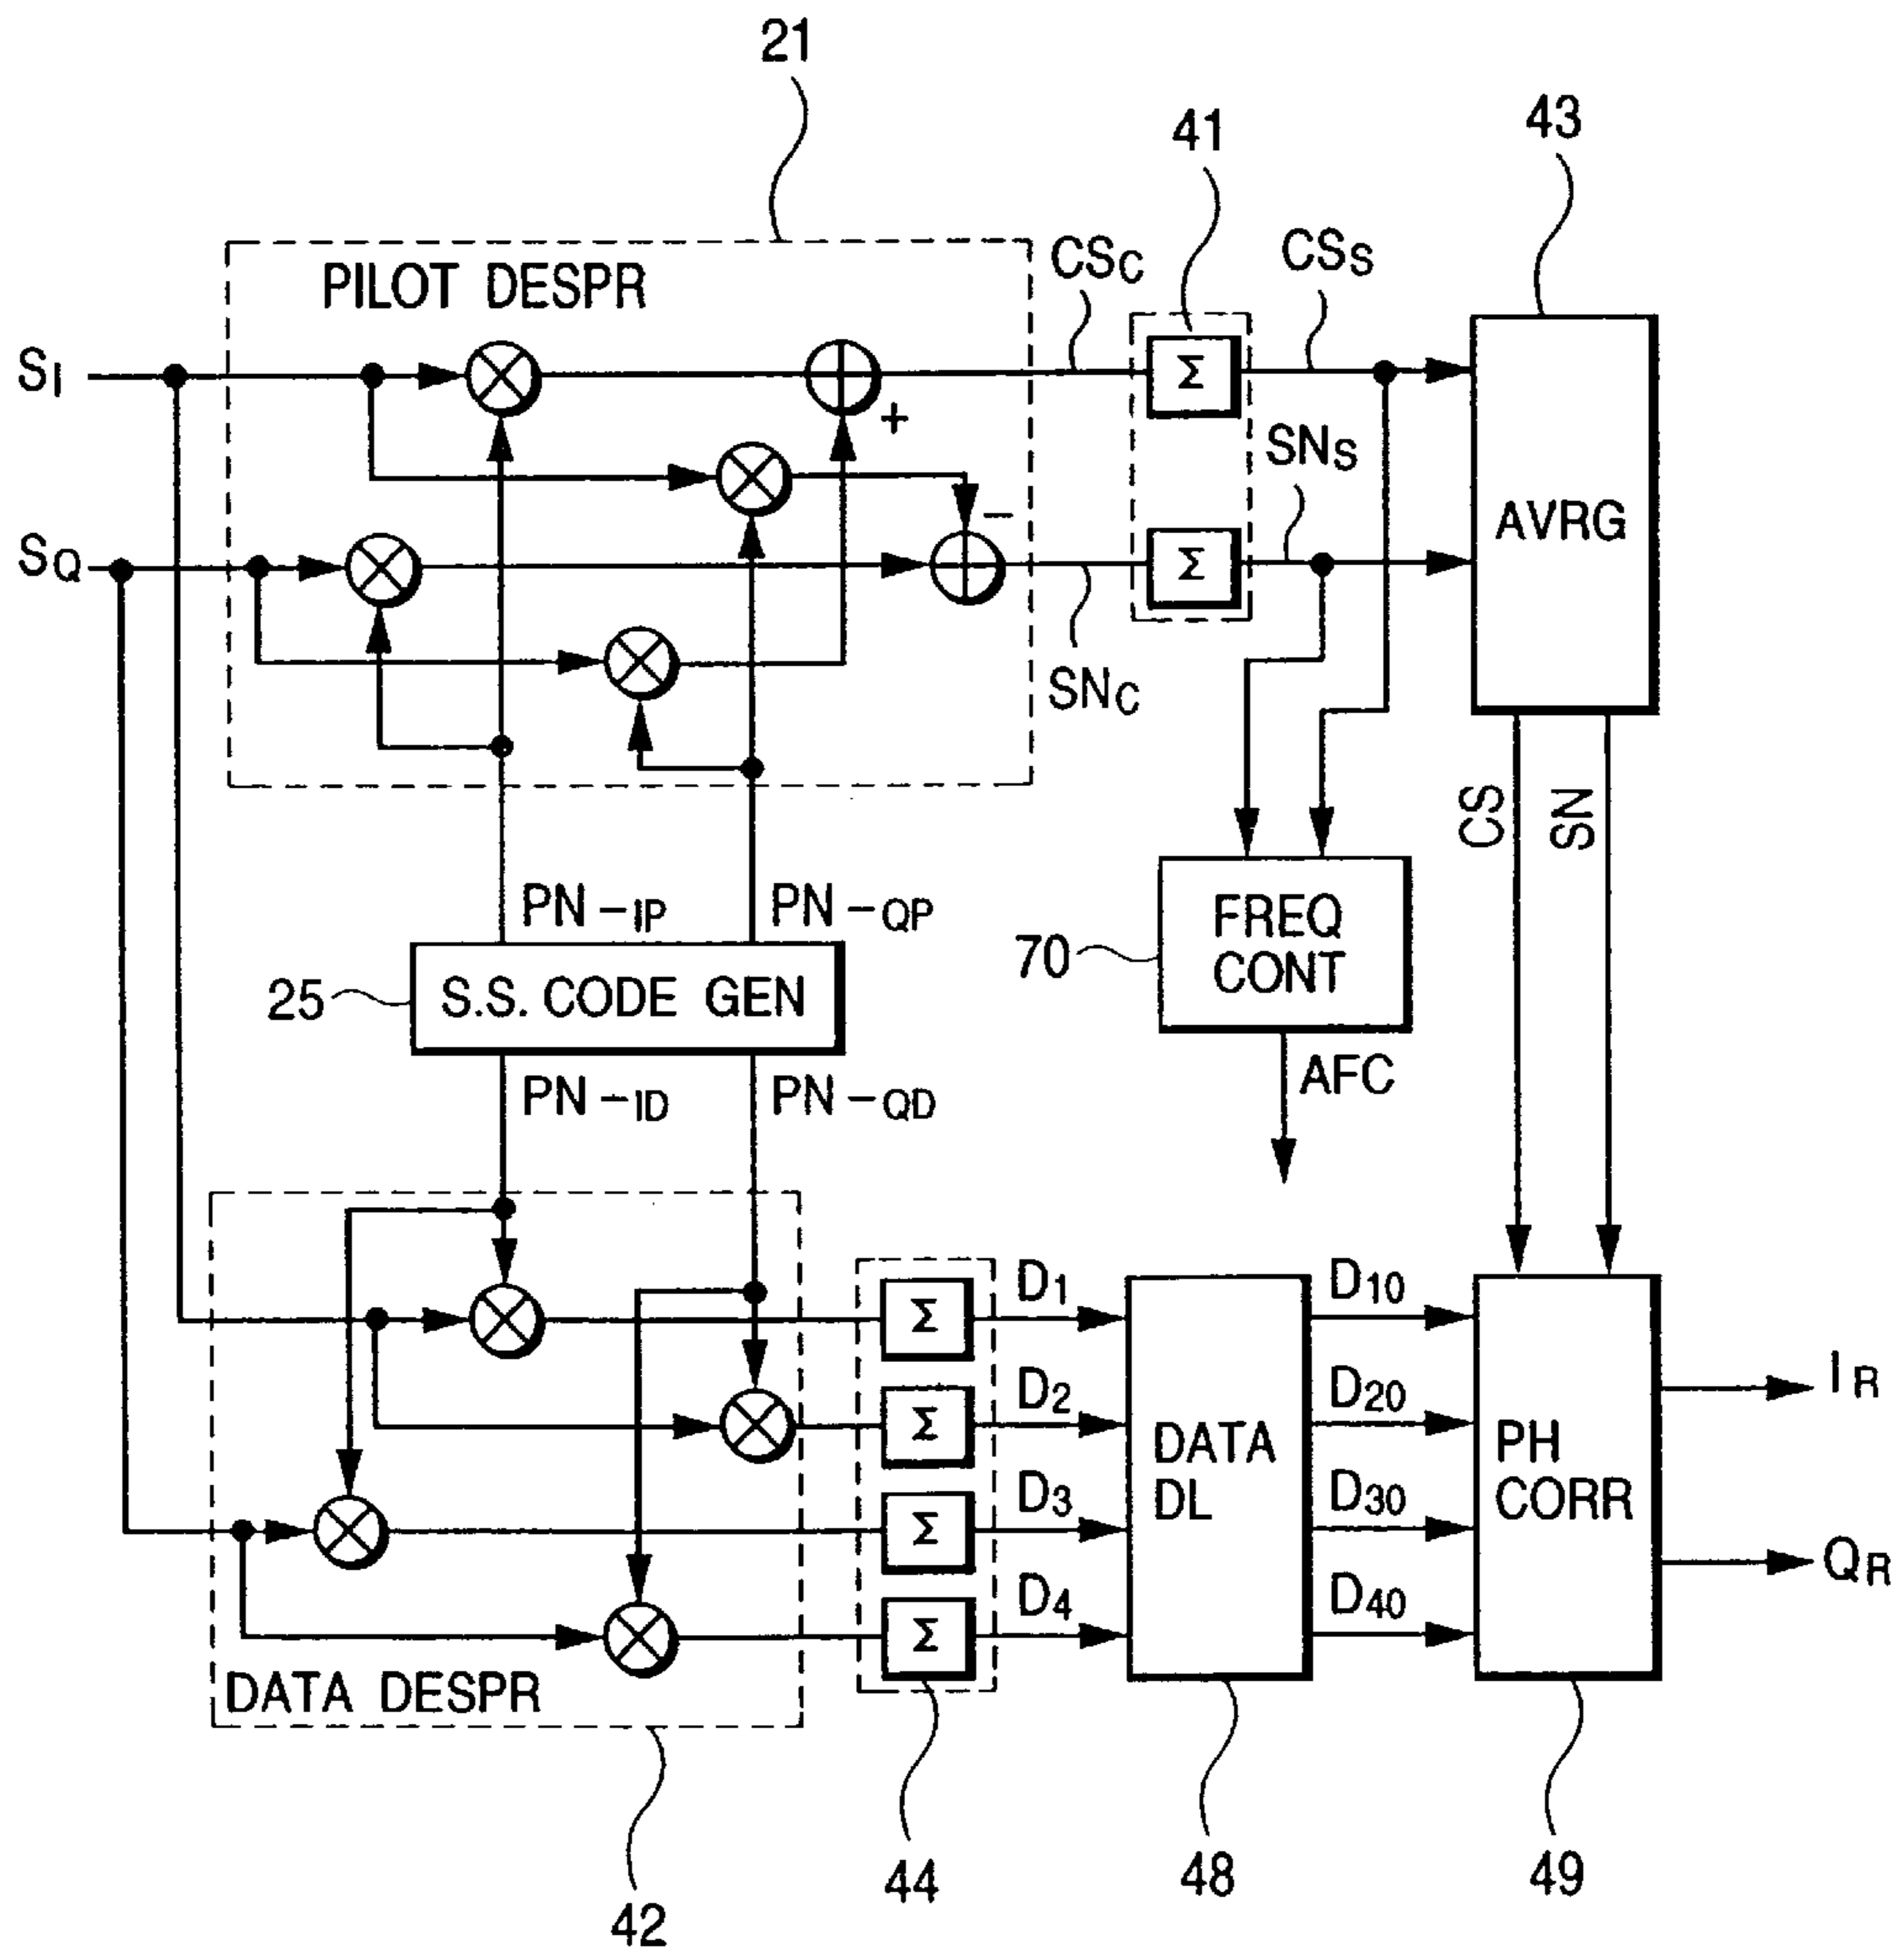 21
41
43
PILOT DESPR
CSC
CSS
SI
Σ
+
SNS
−
AVRG
SQ
Σ
SNC
CS
SN
PN-IP
PN-QP
FREQ
CONT
70
25
S.S. CODE GEN
AFC
PN-ID
PN-QD
Σ
D1
D10
IR
Σ
D2
D20
DATA
DL
PH
CORR
Σ
D3
D30
QR
Σ
D4
D40
DATA DESPR
42
44
48
49